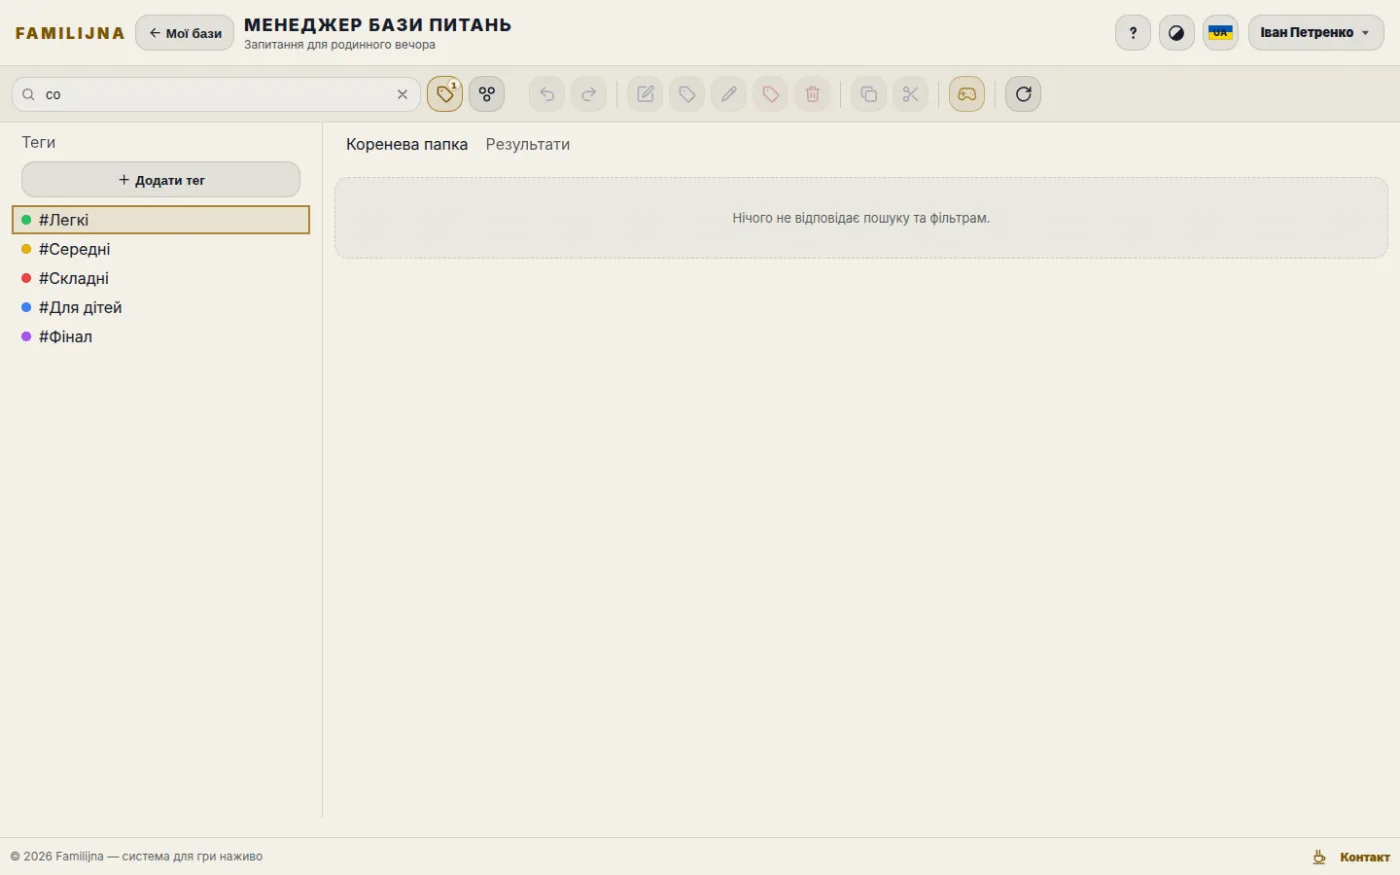 FAMILIJNA
← Мої бази
МЕНЕДЖЕР БАЗИ ПИТАНЬ
Запитання для родинного вечора
?
UA
Іван Петренко
со
1
Теги
+ Додати тег
#Легкі
#Середні
#Складні
#Для дітей
#Фінал
Коренева папка Результати
Нічого не відповідає пошуку та фільтрам.
© 2026 Familijna — система для гри наживо
Контакт